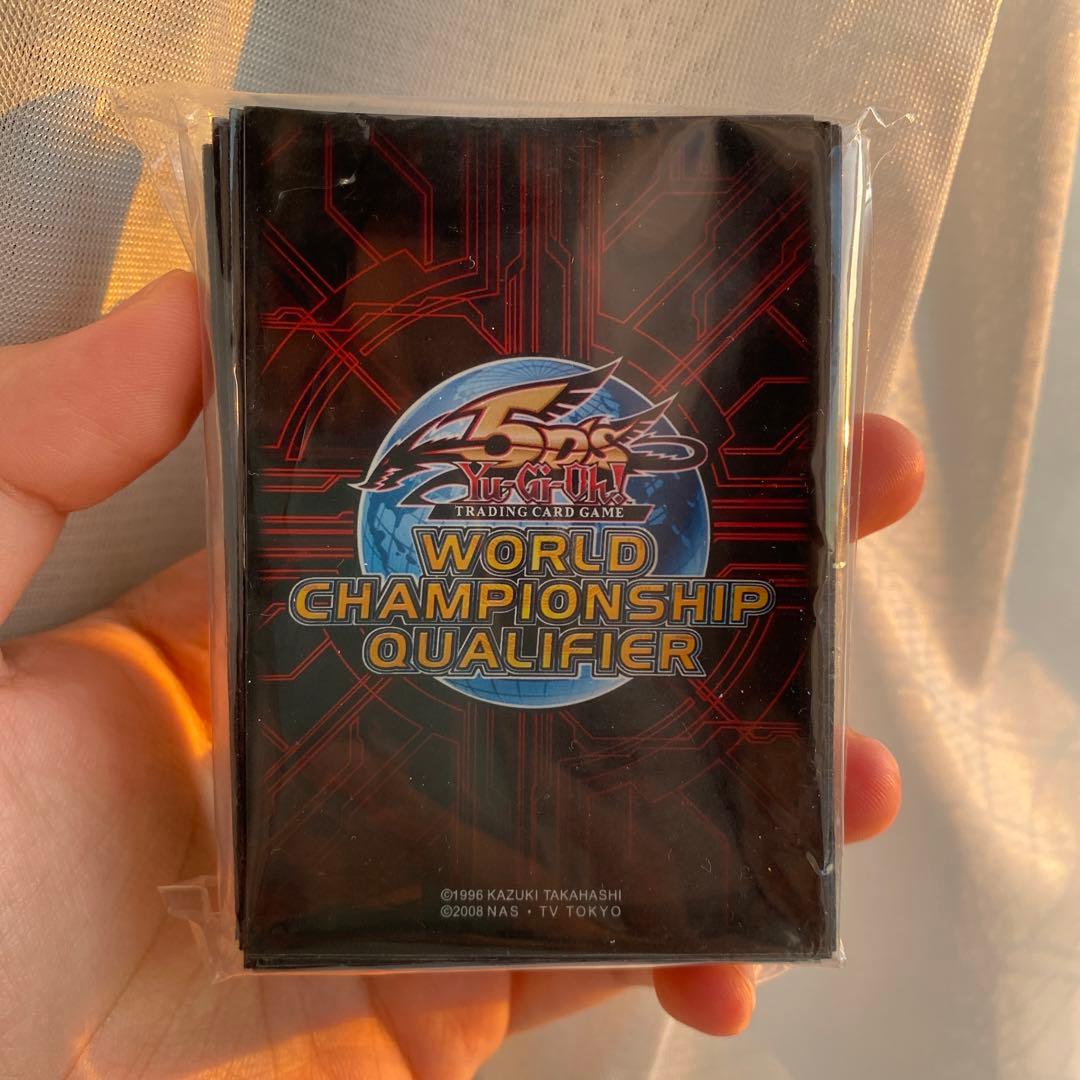 5D's
Yu-Gi-Oh!
TRADING CARD GAME
WORLD
CHAMPIONSHIP
QUALIFIER
©1996 KAZUKI TAKAHASHI
©2008 NAS・TV TOKYO